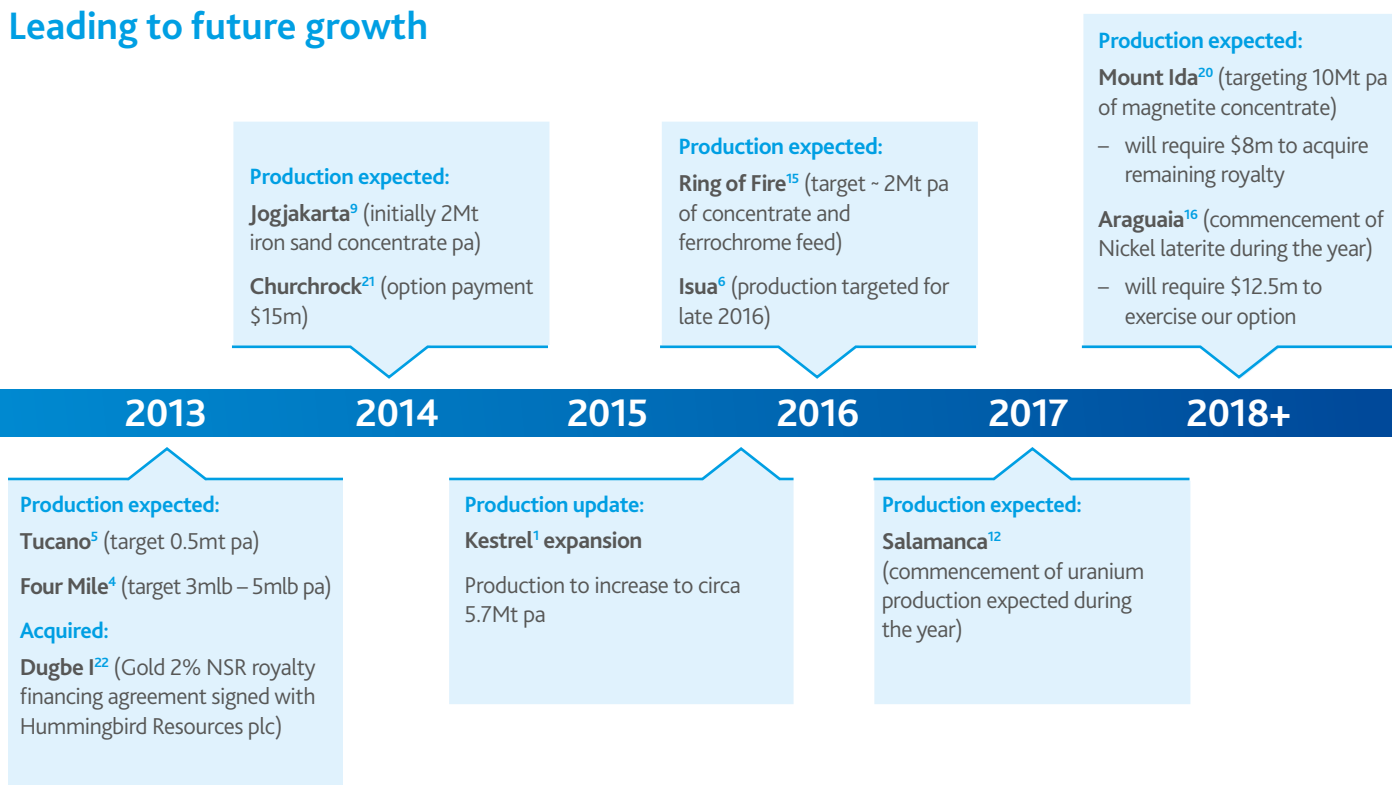 Leading to future growth
Production expected:
Jogjakarta9 (initially 2Mt
iron sand concentrate pa)
Churchrock21 (option payment
$15m)
Production expected:
Ring of Fire15 (target ~ 2Mt pa
of concentrate and
ferrochrome feed)
Isua6 (production targeted for
late 2016)
Production expected:
Mount Ida20 (targeting 10Mt pa
of magnetite concentrate)
– will require $8m to acquire
remaining royalty
Araguaia16 (commencement of
Nickel laterite during the year)
– will require $12.5m to
exercise our option
2013 2014 2015 2016 2017 2018+
Production expected:
Tucano5 (target 0.5mt pa)
Four Mile4 (target 3mlb – 5mlb pa)
Acquired:
Dugbe I22 (Gold 2% NSR royalty
financing agreement signed with
Hummingbird Resources plc)
Production update:
Kestrel1 expansion
Production to increase to circa
5.7Mt pa
Production expected:
Salamanca12
(commencement of uranium
production expected during
the year)